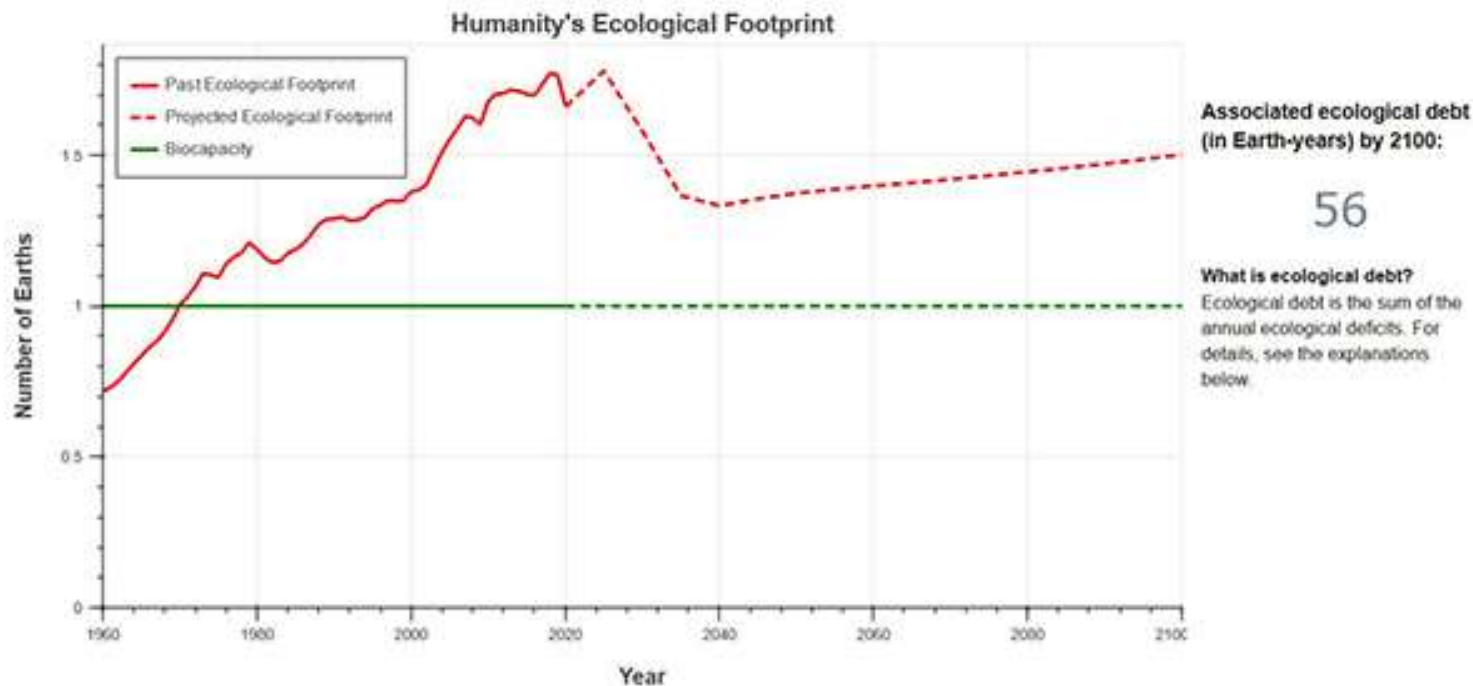 Humanity's Ecological Footprint
Past Ecological Footprint
Projected Ecological Footprint
Biocapacity
Number of Earths
1.5
1
0.5
0
1960
1980
2000
2020
2040
2060
2080
2100
Year
Associated ecological debt
(in Earth-years) by 2100:
56
What is ecological debt?
Ecological debt is the sum of the
annual ecological deficits. For
details, see the explanations
below.